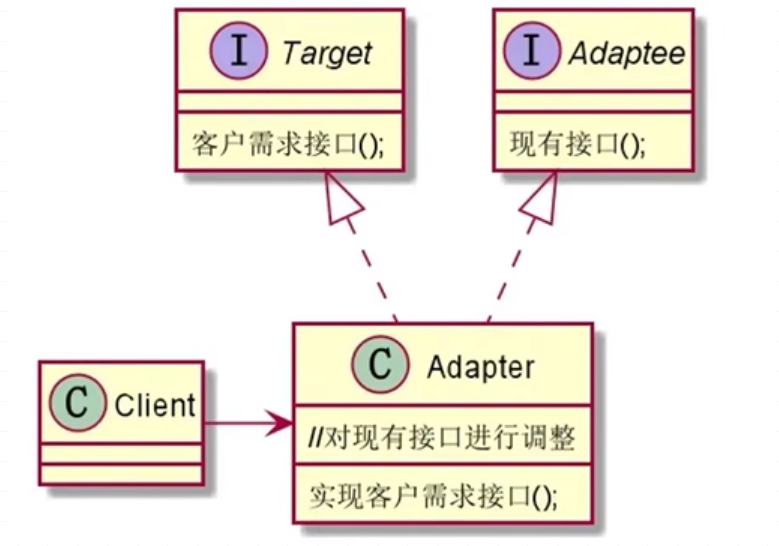 I Target
I Adaptee
客户需求接口();
现有接口();
C Adapter
C Client
//对现有接口进行调整
实现客户需求接口();